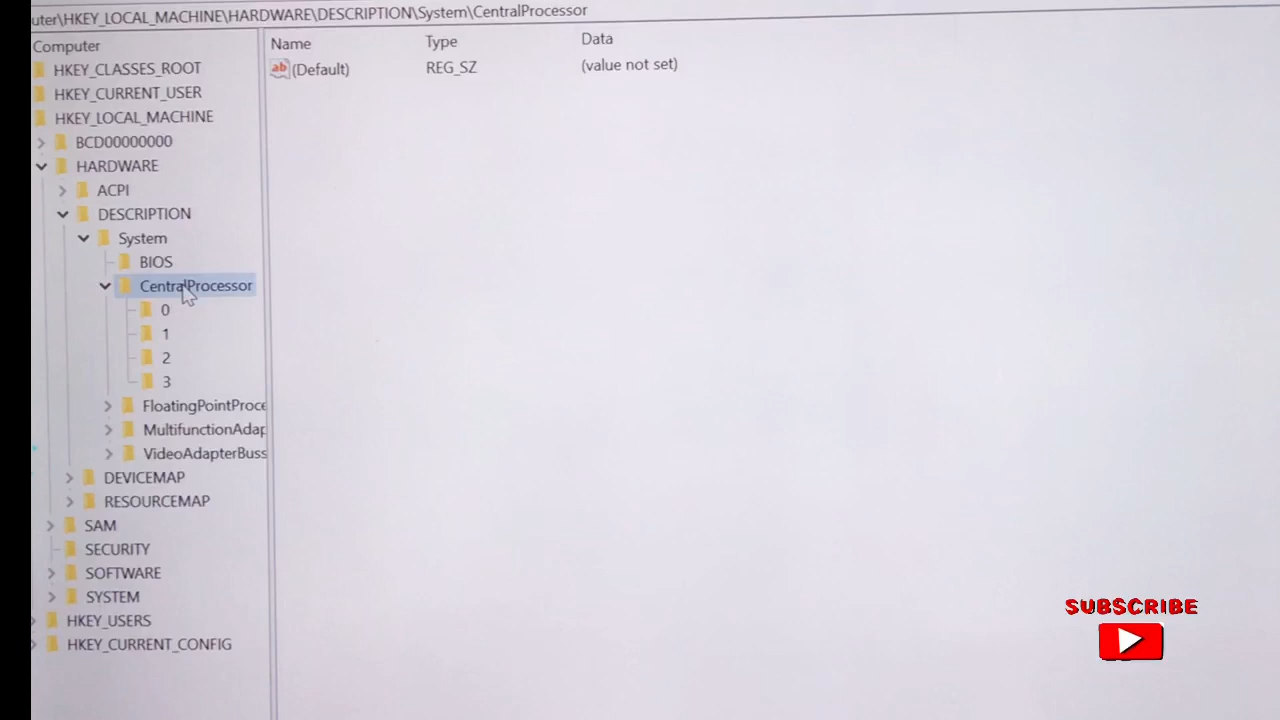 uter\HKEY_LOCAL_MACHINE\HARDWARE\DESCRIPTION\System\CentralProcessor
Computer
HKEY_CLASSES_ROOT
HKEY_CURRENT_USER
HKEY_LOCAL_MACHINE
BCD00000000
HARDWARE
ACPI
DESCRIPTION
System
BIOS
CentralProcessor
0
1
2
3
FloatingPointProce
MultifunctionAdap
VideoAdapterBuss
DEVICEMAP
RESOURCEMAP
SAM
SECURITY
SOFTWARE
SYSTEM
HKEY_USERS
HKEY_CURRENT_CONFIG
Name Type Data
ab (Default) REG_SZ (value not set)
SUBSCRIBE